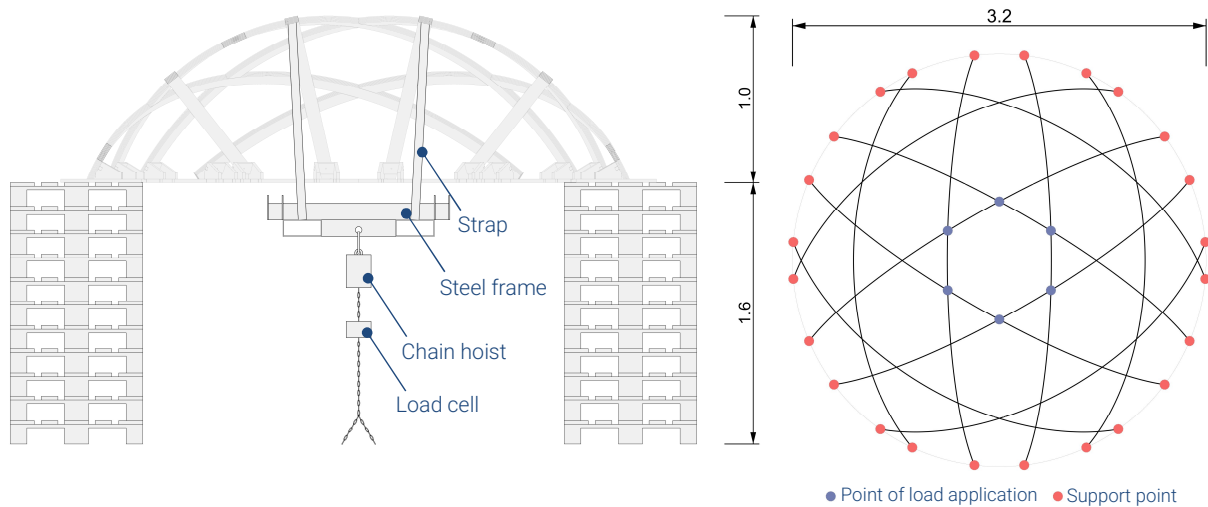 3.2
1.0
1.6
Strap
Steel frame
Chain hoist
Load cell
Point of load application
Support point